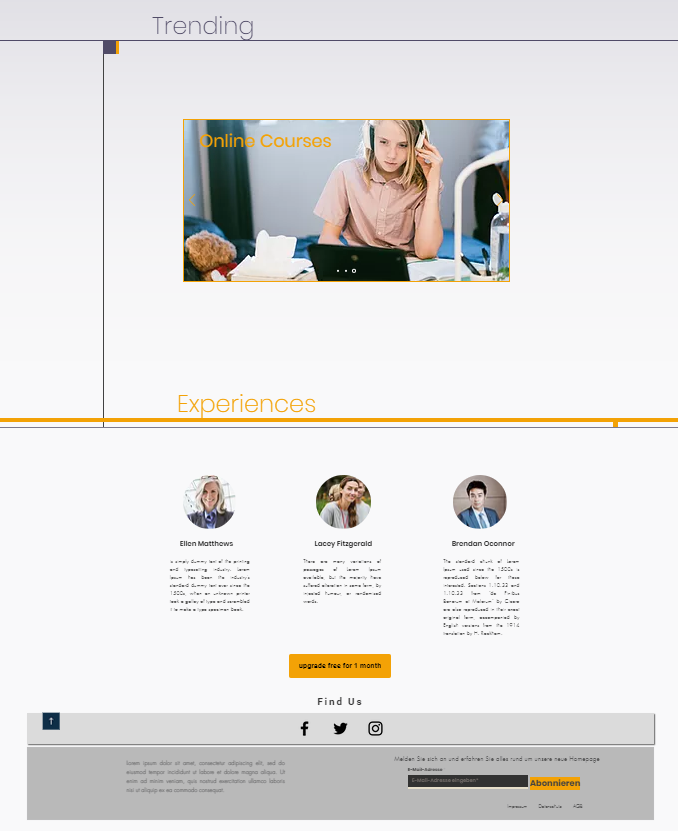 Trending
Online Courses
Experiences
Ellen Matthews
is simply dummy text of the printing
and typesetting industry. Lorem
Ipsum has been the industry's
standard dummy text ever since the
1500s, when an unknown printer
took a galley of type and scrambled
it to make a type specimen book.
Lacey Fitzgerald
There are many variations of
passages of Lorem Ipsum
available, but the majority have
suffered alteration in some form, by
injected humour, or randomised
words.
Brendan Oconnor
The standard chunk of Lorem
Ipsum used since the 1500s is
reproduced below for those
interested. Sections 1.10.32 and
1.10.33 from "de Finibus
Bonorum et Malorum" by Cicero
are also reproduced in their exact
original form, accompanied by
English versions from the 1914
translation by H. Rackham.
upgrade free for 1 month
Find Us
lorem ipsum dolor sit amet, consectetur adipiscing elit, sed do
eiusmod tempor incididunt ut labore et dolore magna aliqua. Ut
enim ad minim veniam, quis nostrud exercitation ullamco laboris
nisi ut aliquip ex ea commodo consequat.
Melden Sie sich an und erfahren Sie alles rund um unsere neue Homepage
E-Mail-Adresse
E-Mail-Adresse eingeben*
Abonnieren
Impressum Datenschutz AGB